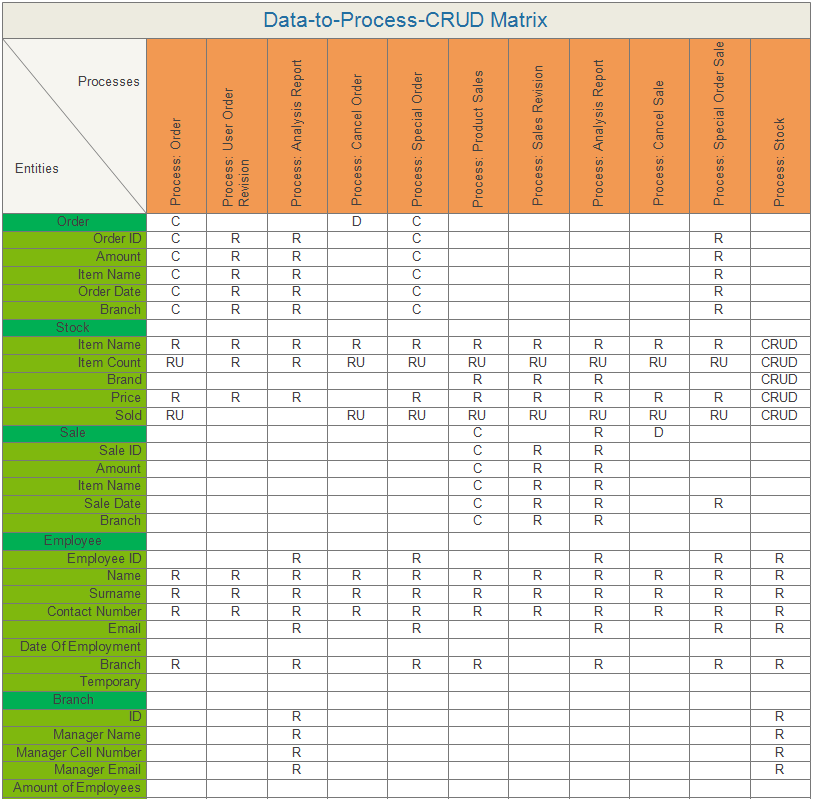 Data-to-Process-CRUD Matrix
Processes
Entities
Process: Order
Process: User Order
Revision
Process: Analysis Report
Process: Cancel Order
Process: Special Order
Process: Product Sales
Process: Sales Revision
Process: Analysis Report
Process: Cancel Sale
Process: Special Order Sale
Process: Stock
Order C D C
Order ID C R R C R
Amount C R R C R
Item Name C R R C R
Order Date C R R C R
Branch C R R C R
Stock
Item Name R R R R R R R R R R CRUD
Item Count RU R R RU RU RU RU RU RU RU CRUD
Brand R R R CRUD
Price R R R R R R R R R CRUD
Sold RU RU RU RU RU RU RU RU CRUD
Sale C R D
Sale ID C R R
Amount C R R
Item Name C R R
Sale Date C R R R
Branch C R R
Employee
Employee ID R R R R R
Name R R R R R R R R R R R
Surname R R R R R R R R R R R
Contact Number R R R R R R R R R R R
Email R R R R R
Date Of Employment
Branch R R R R R R R
Temporary
Branch
ID R R
Manager Name R R
Manager Cell Number R R
Manager Email R R
Amount of Employees